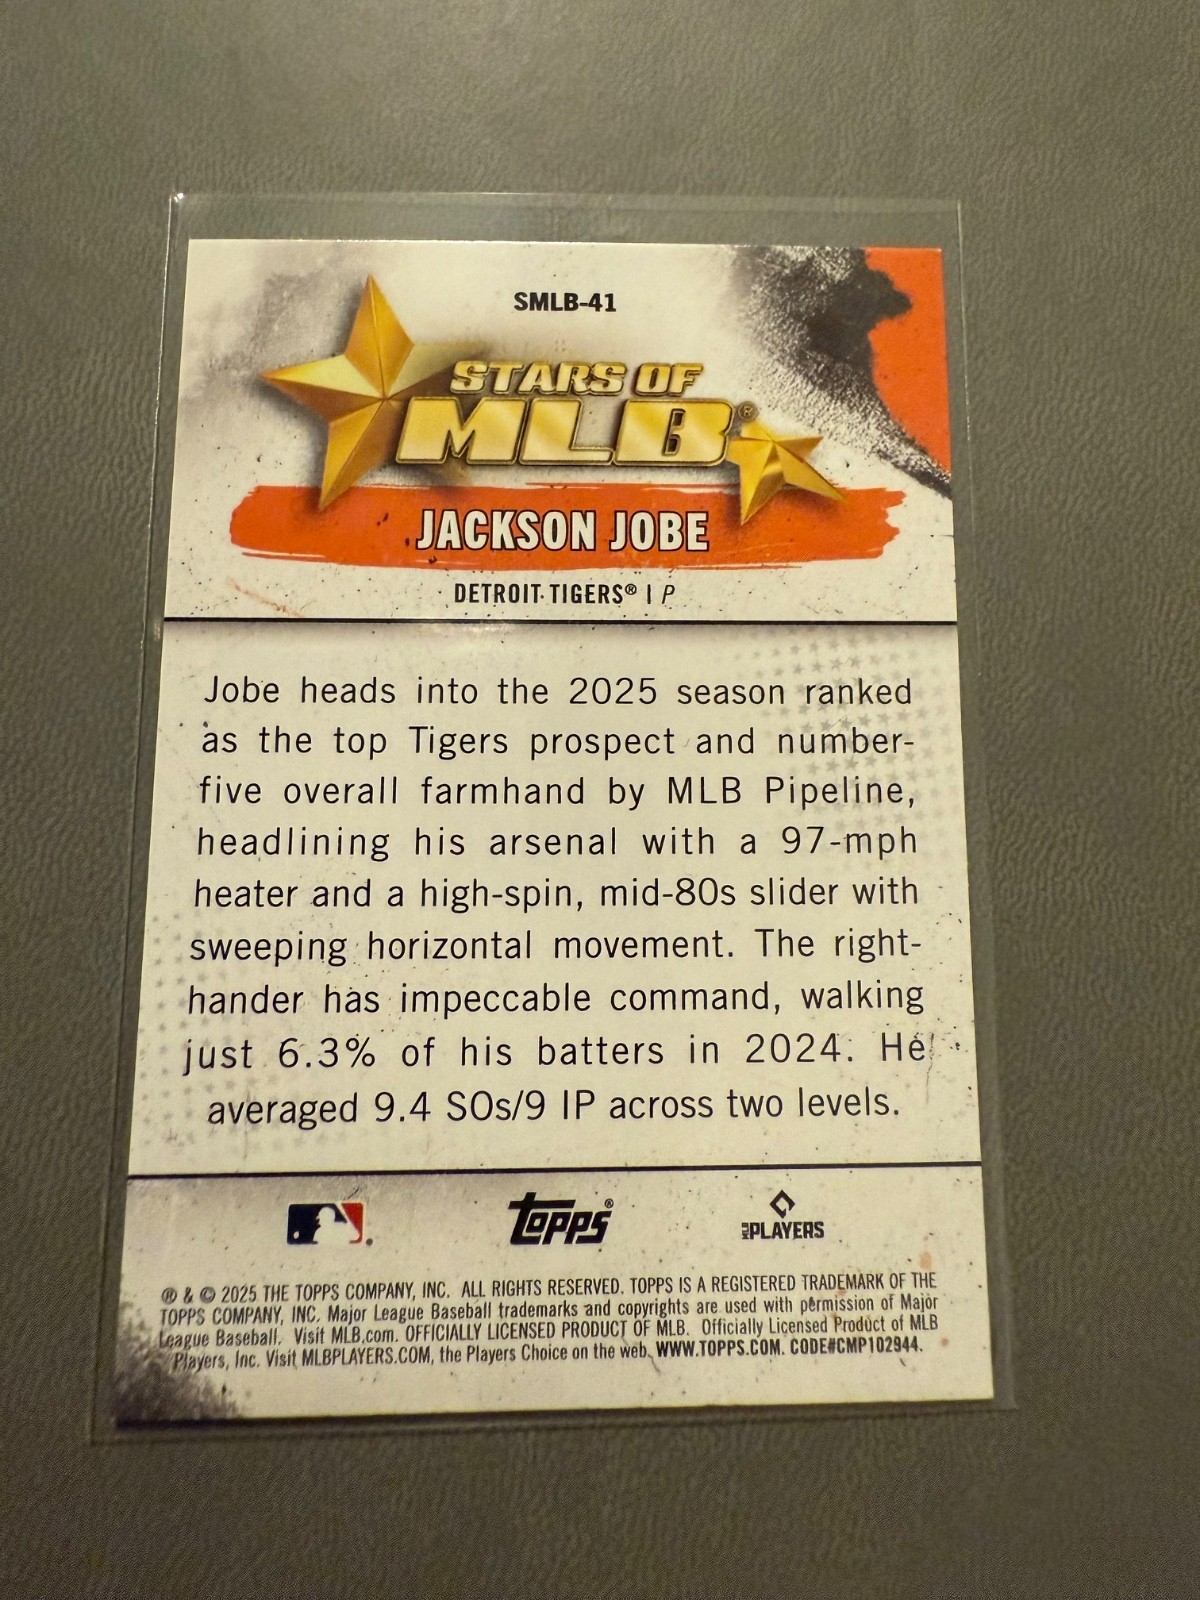 SMLB-41
STARS OF
MLB®
JACKSON JOBE
DETROIT TIGERS® | P
Jobe heads into the 2025 season ranked
as the top Tigers prospect and number-
five overall farmhand by MLB Pipeline,
headlining his arsenal with a 97-mph
heater and a high-spin, mid-80s slider with
sweeping horizontal movement. The right-
hander has impeccable command, walking
just 6.3% of his batters in 2024. He
averaged 9.4 SOs/9 IP across two levels.
topps® MLB PLAYERS
® & © 2025 THE TOPPS COMPANY, INC. ALL RIGHTS RESERVED. TOPPS IS A REGISTERED TRADEMARK OF THE
TOPPS COMPANY, INC. Major League Baseball trademarks and copyrights are used with permission of Major
League Baseball. Visit MLB.com. OFFICIALLY LICENSED PRODUCT OF MLB. Officially Licensed Product of MLB
Players, Inc. Visit MLBPLAYERS.COM, the Players Choice on the web. WWW.TOPPS.COM. CODE#CMP102944.